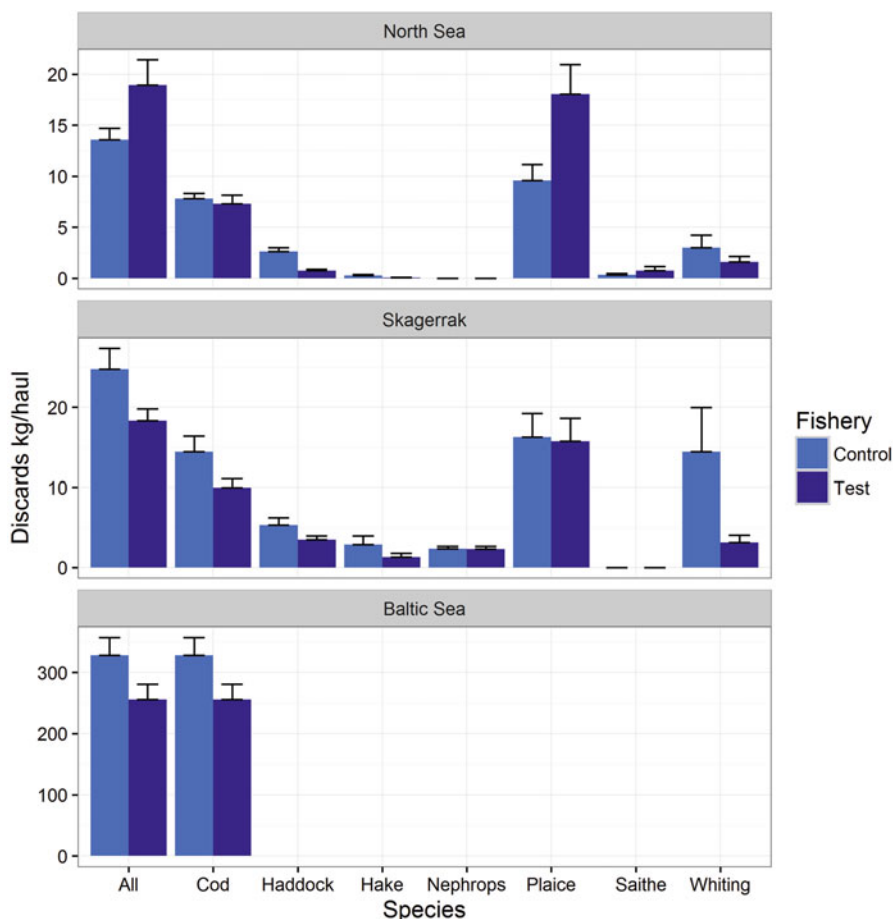 North Sea
20
15
10
5
0
Skagerrak
20
10
0
Baltic Sea
300
200
100
0
Discards kg/haul
All Cod Haddock Hake Nephrops Plaice Saithe Whiting
Species
Fishery
Control
Test